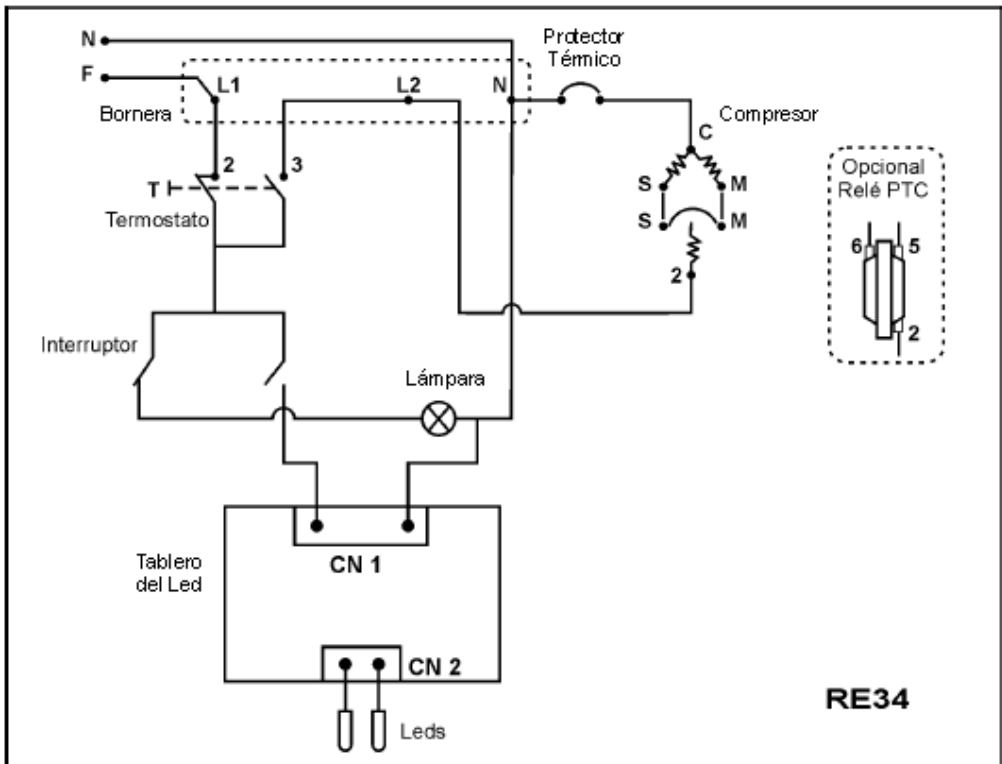 N
Protector
Térmico
F
L1
L2
N
Bornera
Compresor
C
2
3
Opcional
Relé PTC
T
S
M
Termostato
S
M
6
5
2
2
Interruptor
Lámpara
CN 1
Tablero
del Led
CN 2
RE34
Leds